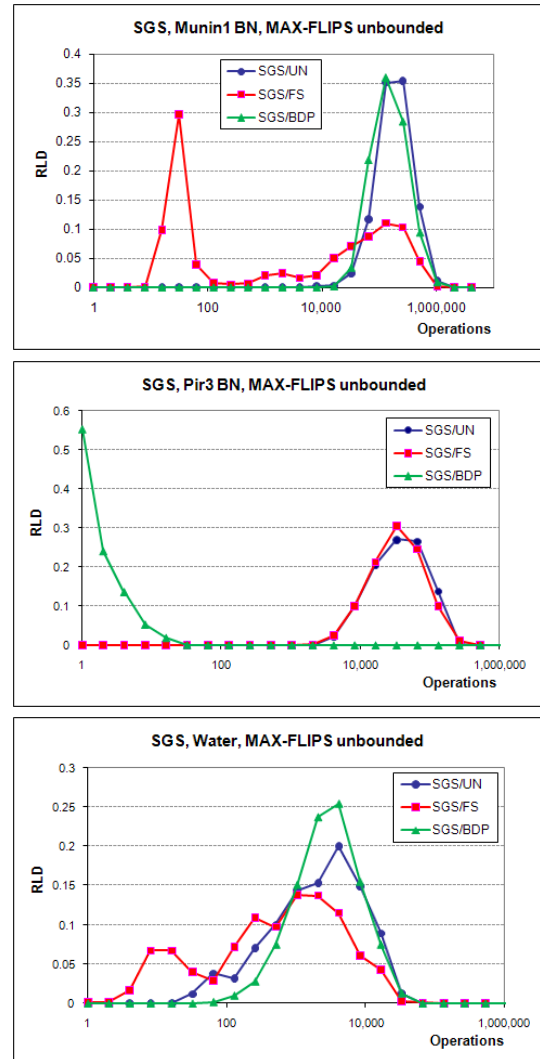 SGS, Munin1 BN, MAX-FLIPS unbounded
0.4
0.35
0.3
0.25
0.2
0.15
0.1
0.05
0
RLD
SGS/UN
SGS/FS
SGS/BDP
1 100 10,000 1,000,000
Operations
SGS, Pir3 BN, MAX-FLIPS unbounded
0.6
0.5
0.4
0.3
0.2
0.1
0
RLD
SGS/UN
SGS/FS
SGS/BDP
1 100 10,000 1,000,000
Operations
SGS, Water, MAX-FLIPS unbounded
0.3
0.25
0.2
0.15
0.1
0.05
0
RLD
SGS/UN
SGS/FS
SGS/BDP
1 100 10,000 1,000,000
Operations